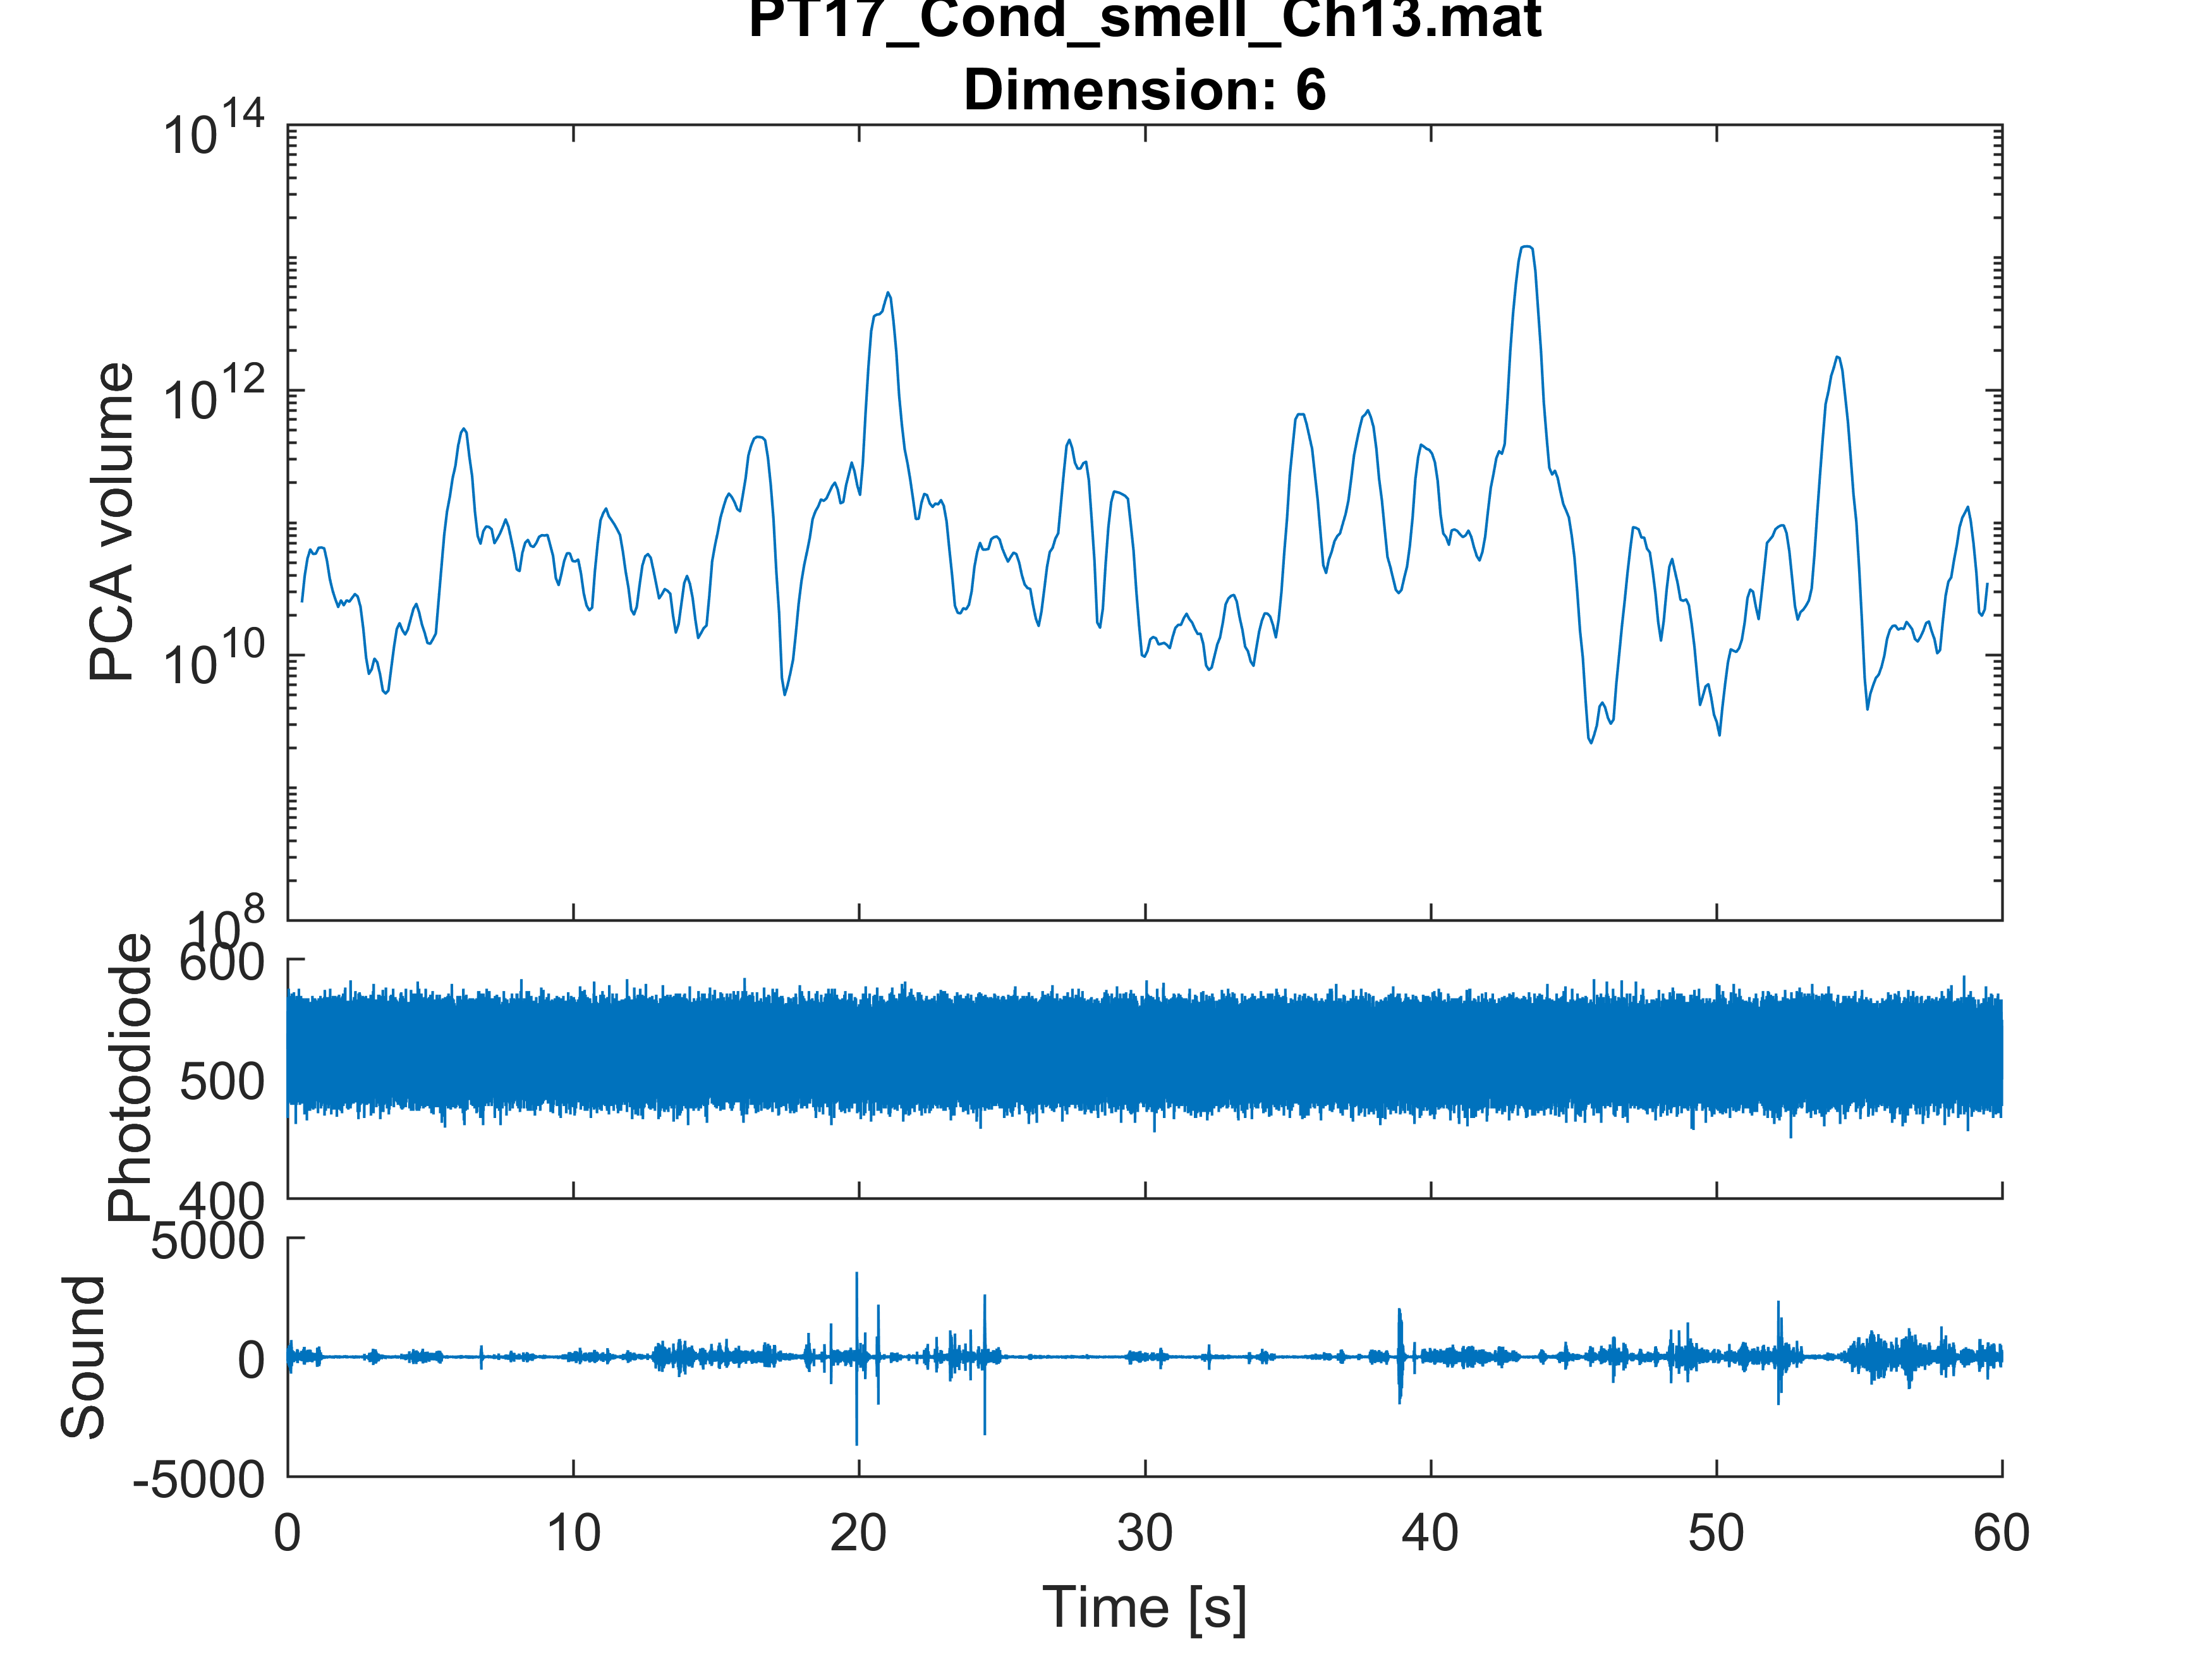 PT17_Cond_smell_Ch13.mat
Dimension: 6
PCA volume
10^14
10^12
10^10
10^8
Photodiode
600
500
400
Sound
5000
0
-5000
0 10 20 30 40 50 60
Time [s]